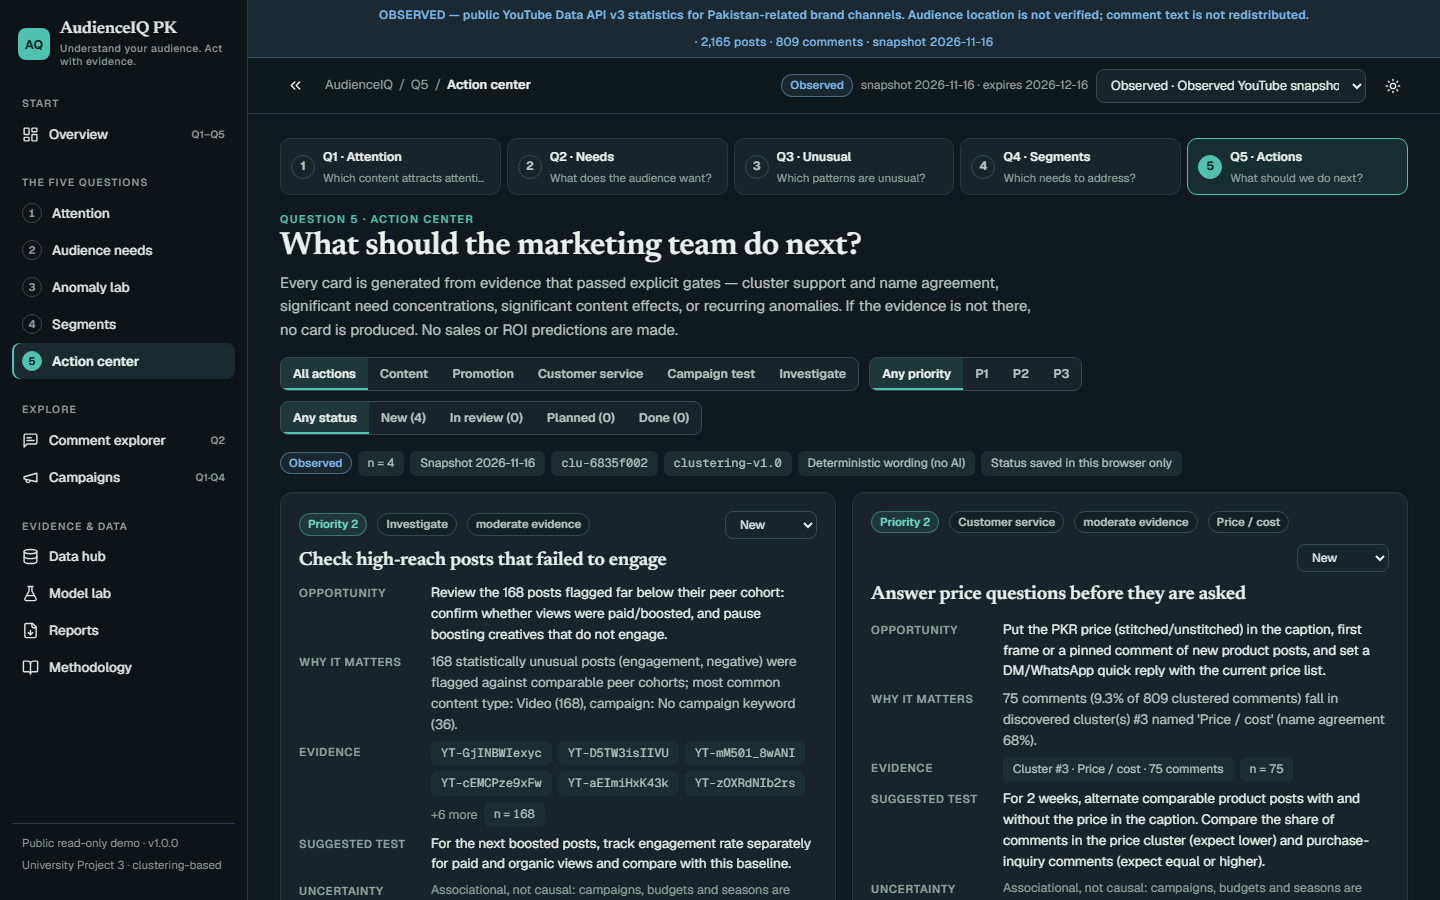 AQ
AudienceIQ PK
Understand your audience. Act
with evidence.
START
Overview Q1–Q5
THE FIVE QUESTIONS
1 Attention
2 Audience needs
3 Anomaly lab
4 Segments
5 Action center
EXPLORE
Comment explorer Q2
Campaigns Q1-Q4
EVIDENCE & DATA
Data hub
Model lab
Reports
Methodology
Public read-only demo · v1.0.0
University Project 3 · clustering-based
OBSERVED — public YouTube Data API v3 statistics for Pakistan-related brand channels. Audience location is not verified; comment text is not redistributed.
· 2,165 posts · 809 comments · snapshot 2026-11-16
AudienceIQ / Q5 / Action center
Observed snapshot 2026-11-16 · expires 2026-12-16 Observed · Observed YouTube snapsho
1 Q1 · Attention
Which content attracts attenti...
2 Q2 · Needs
What does the audience want?
3 Q3 · Unusual
Which patterns are unusual?
4 Q4 · Segments
Which needs to address?
5 Q5 · Actions
What should we do next?
QUESTION 5 · ACTION CENTER
What should the marketing team do next?
Every card is generated from evidence that passed explicit gates — cluster support and name agreement,
significant need concentrations, significant content effects, or recurring anomalies. If the evidence is not there,
no card is produced. No sales or ROI predictions are made.
All actions Content Promotion Customer service Campaign test Investigate
Any priority P1 P2 P3
Any status New (4) In review (0) Planned (0) Done (0)
Observed n = 4 Snapshot 2026-11-16 clu-6835f002 clustering-v1.0 Deterministic wording (no AI) Status saved in this browser only
Priority 2 Investigate moderate evidence New
Check high-reach posts that failed to engage
OPPORTUNITY Review the 168 posts flagged far below their peer cohort:
confirm whether views were paid/boosted, and pause
boosting creatives that do not engage.
WHY IT MATTERS 168 statistically unusual posts (engagement, negative) were
flagged against comparable peer cohorts; most common
content type: Video (168), campaign: No campaign keyword
(36).
EVIDENCE YT-GjINBWIexyc YT-D5TW3isIIVU YT-mM501_8wANI
YT-cEMCPze9xFw YT-aEImiHxK43k YT-zOXRdNIb2rs
+6 more n = 168
SUGGESTED TEST For the next boosted posts, track engagement rate separately
for paid and organic views and compare with this baseline.
UNCERTAINTY Associational, not causal: campaigns, budgets and seasons are
Priority 2 Customer service moderate evidence Price / cost
New
Answer price questions before they are asked
OPPORTUNITY Put the PKR price (stitched/unstitched) in the caption, first
frame or a pinned comment of new product posts, and set a
DM/WhatsApp quick reply with the current price list.
WHY IT MATTERS 75 comments (9.3% of 809 clustered comments) fall in
discovered cluster(s) #3 named 'Price / cost' (name agreement
68%).
EVIDENCE Cluster #3 · Price / cost · 75 comments n = 75
SUGGESTED TEST For 2 weeks, alternate comparable product posts with and
without the price in the caption. Compare the share of
comments in the price cluster (expect lower) and purchase-
inquiry comments (expect equal or higher).
UNCERTAINTY Associational, not causal: campaigns, budgets and seasons are